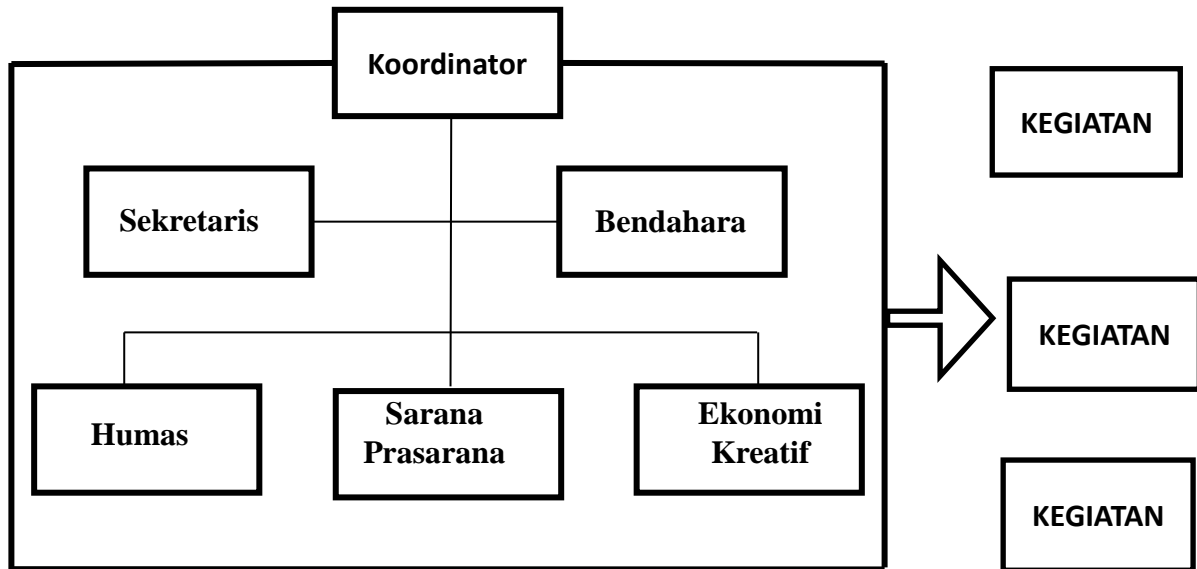 Koordinator
KEGIATAN
Sekretaris
Bendahara
KEGIATAN
Humas
Sarana
Prasarana
Ekonomi
Kreatif
KEGIATAN